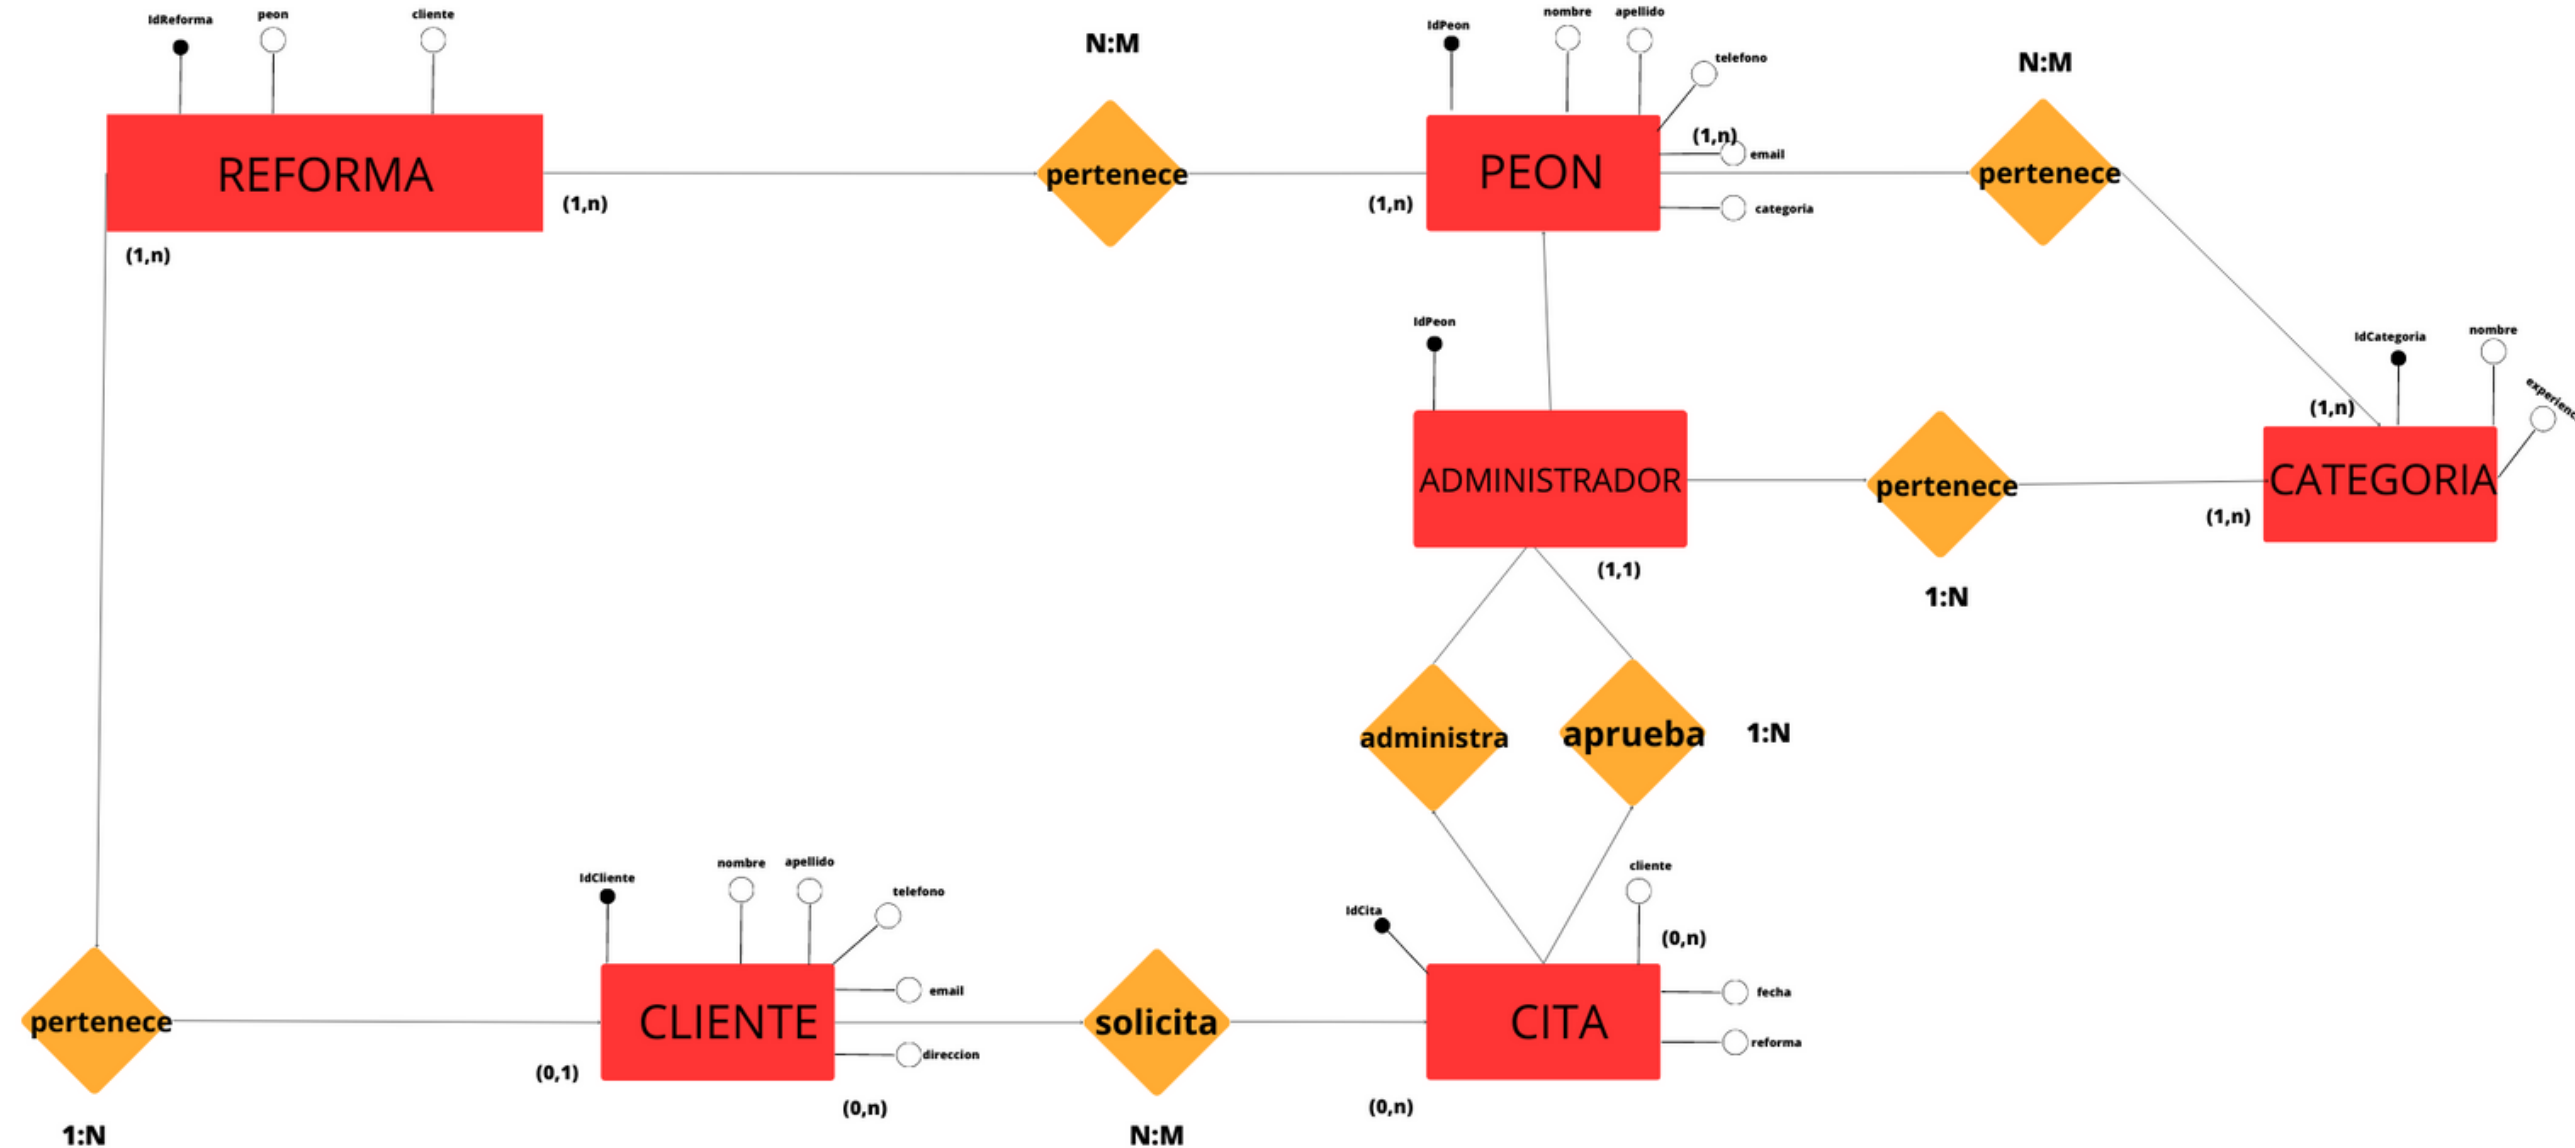 IdReforma
peon
cliente
REFORMA
(1,n)
(1,n)
N:M
pertenece
(1,n)
IdPeon
nombre
apellido
telefono
(1,n)
email
categoria
PEON
N:M
pertenece
IdPeon
ADMINISTRADOR
(1,1)
pertenece
1:N
IdCategoria
nombre
(1,n)
(1,n)
CATEGORIA
administra
aprueba
1:N
pertenece
1:N
IdCliente
nombre
apellido
telefono
email
direccion
CLIENTE
(0,1)
(0,n)
solicita
N:M
IdCita
cliente
(0,n)
fecha
reforma
CITA
(0,n)